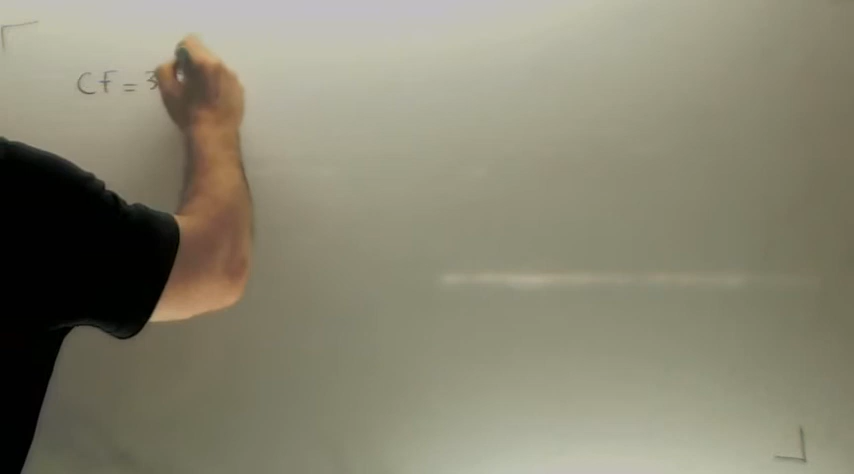 CF = 3